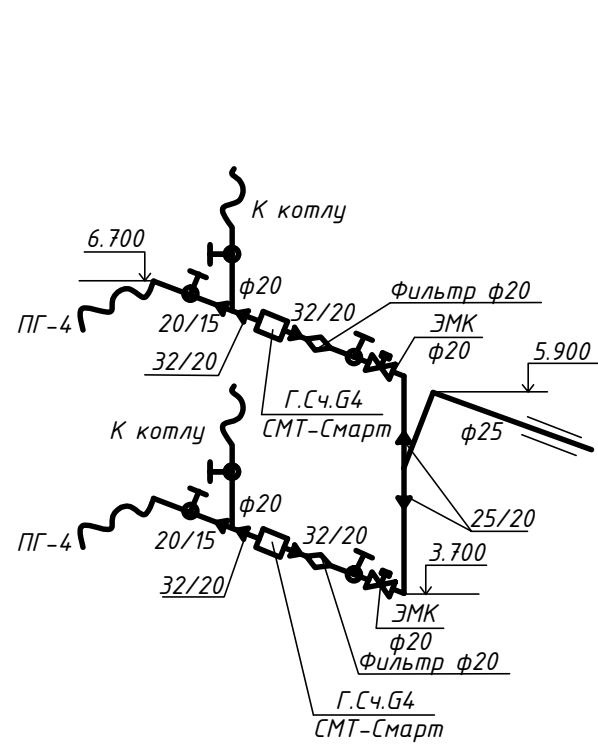 К котлу
6.700
ф20
32/20
Фильтр ф20
ПГ-4
20/15
ЭМК
ф20
32/20
5.900
Г.Сч.G4
СМТ-Смарт
К котлу
ф25
ф20
25/20
ПГ-4
20/15
32/20
3.700
32/20
ЭМК
ф20
Фильтр ф20
Г.Сч.G4
СМТ-Смарт